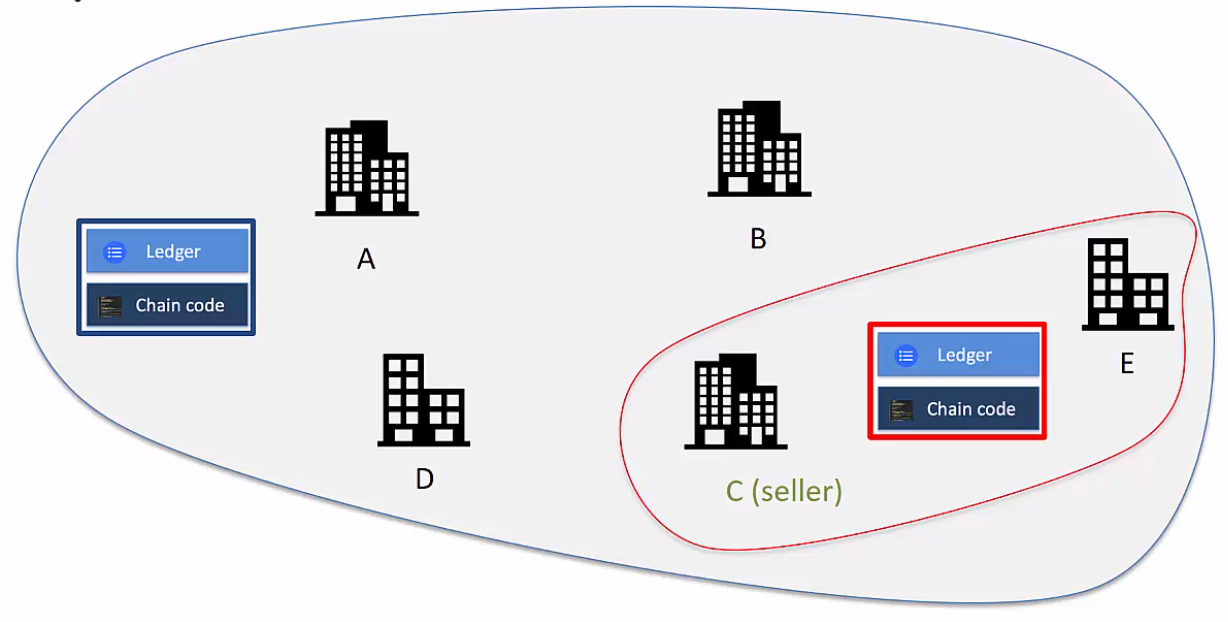 A
B
Ledger
Chain code
E
Ledger
Chain code
D
C (seller)